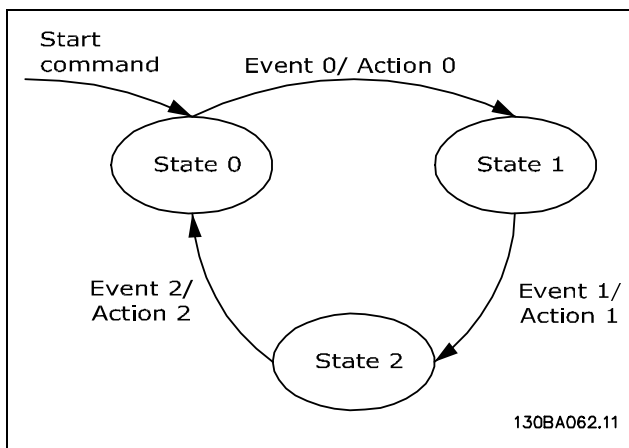 Start
command
Event 0/ Action 0
State 0
State 1
Event 2/
Action 2
Event 1/
Action 1
State 2
130BA062.11